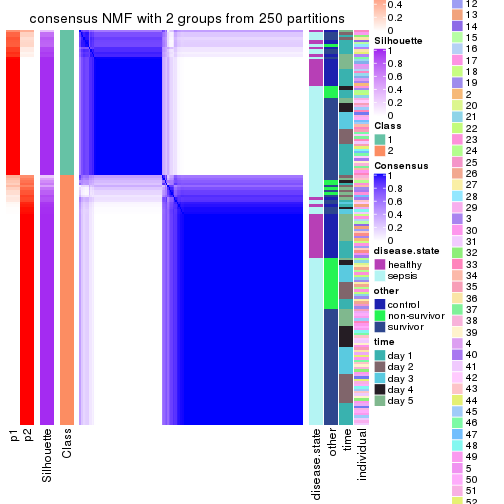 consensus NMF with 2 groups from 250 partitions
p1
p2
Silhouette
Class
disease.state
other
time
individual
0.4
0.2
0
Silhouette
1
0.8
0.6
0.4
0.2
0
Class
1
2
Consensus
1
0.8
0.6
0.4
0.2
0
disease.state
healthy
sepsis
other
control
non-survivor
survivor
time
day 1
day 2
day 3
day 4
day 5
12
13
14
15
16
17
18
19
2
20
21
22
23
24
25
26
27
28
29
3
30
31
32
33
34
35
36
37
38
39
4
40
41
42
43
44
45
46
47
48
49
5
50
51
52